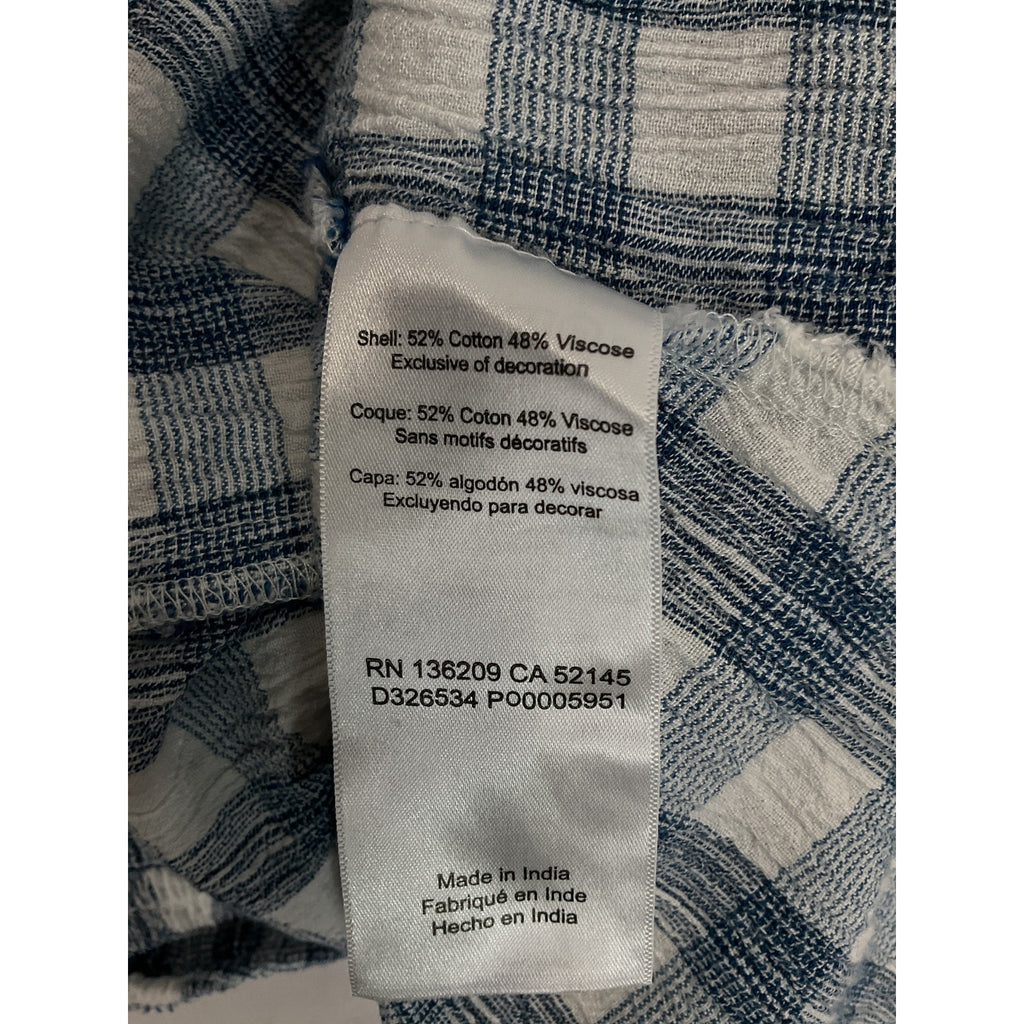 Shell: 52% Cotton 48% Viscose
Exclusive of decoration
Coque: 52% Coton 48% Viscose
Sans motifs décoratifs
Capa: 52% algodón 48% viscosa
Excluyendo para decorar
RN 136209 CA 52145
D326534 PO0005951
Made in India
Fabriqué en Inde
Hecho en India